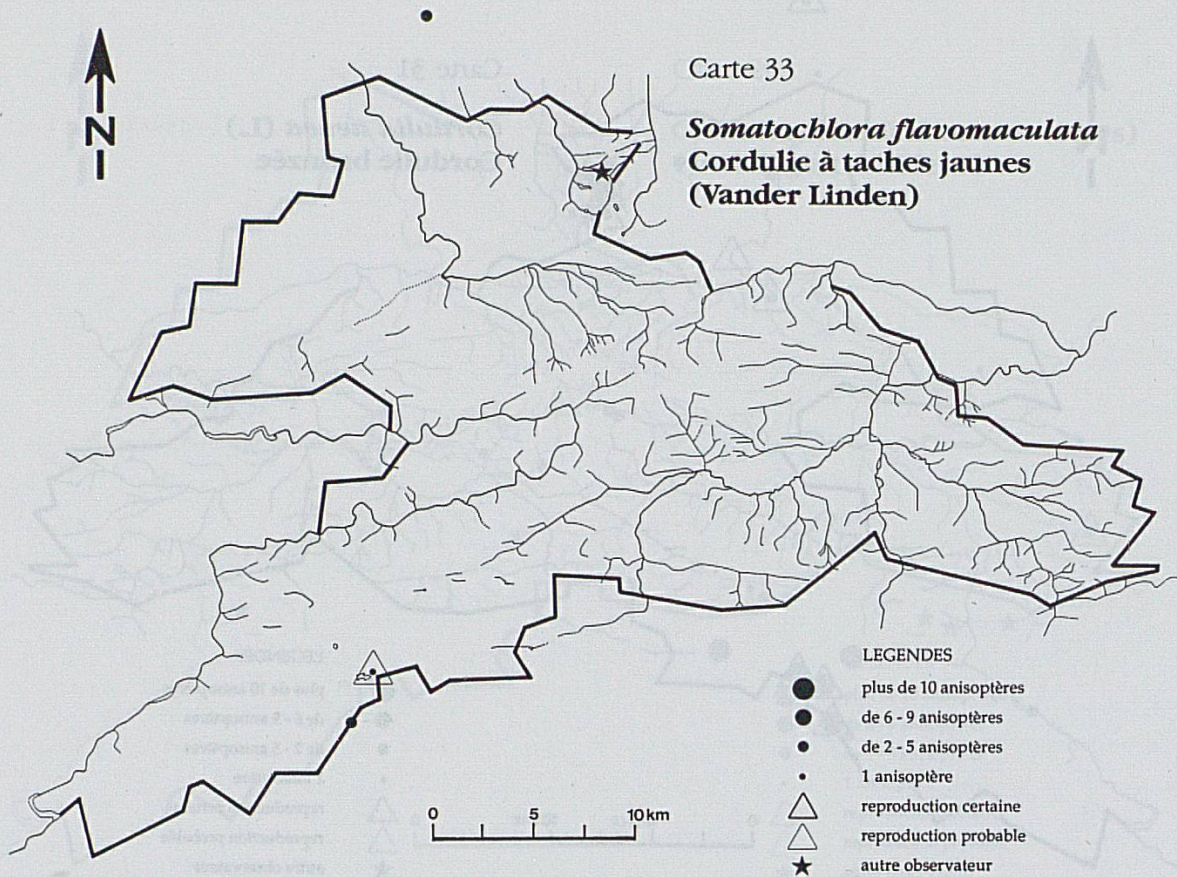 N
Carte 33
Somatochlora flavomaculata
Cordulie à taches jaunes
(Vander Linden)
LEGENDES
plus de 10 anisoptères
de 6 - 9 anisoptères
de 2 - 5 anisoptères
1 anisoptère
reproduction certaine
reproduction probable
autre observateur
0 5 10 km